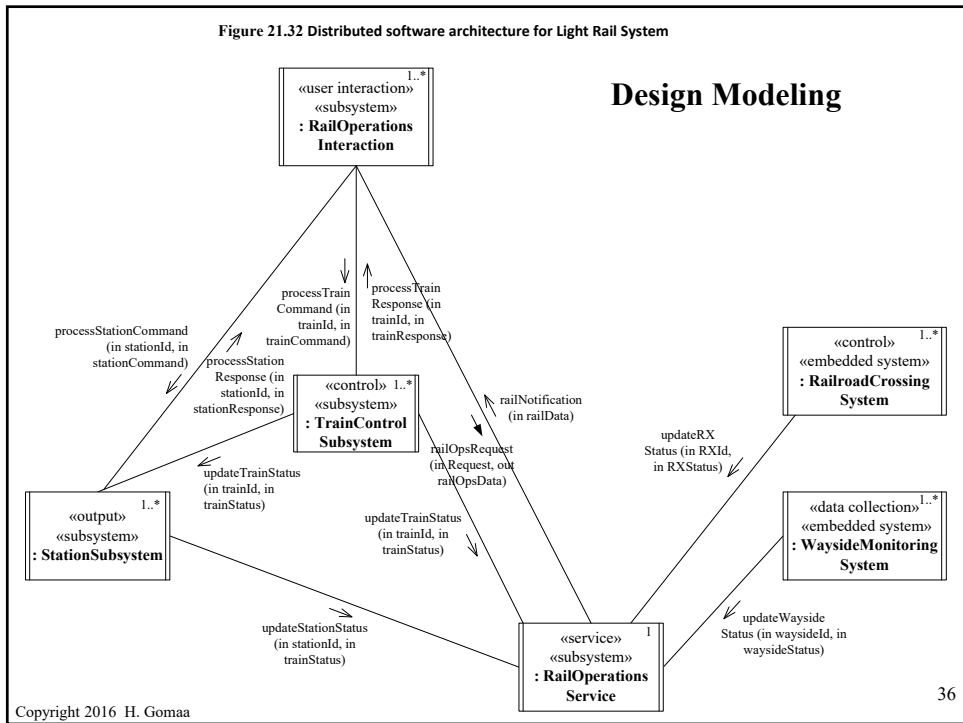 Figure 21.32 Distributed software architecture for Light Rail System
Design Modeling
1..*
«user interaction»
«subsystem»
: RailOperations
Interaction
processTrain
Command (in
trainId, in
trainCommand)
processTrain
Response (in
trainId, in
trainResponse)
processStationCommand
(in stationId, in
stationCommand)
processStation
Response (in
stationId, in
stationResponse)
«control» 1..*
«subsystem»
: TrainControl
Subsystem
railNotification
(in railData)
railOpsRequest
(in Request, out
railOpsData)
1..*
«control»
«embedded system»
: RailroadCrossing
System
updateRX
Status (in RXId,
in RXStatus)
updateTrainStatus
(in trainId, in
trainStatus)
1..*
«output»
«subsystem»
: StationSubsystem
updateTrainStatus
(in trainId, in
trainStatus)
«data collection» 1..*
«embedded system»
: WaysideMonitoring
System
updateStationStatus
(in stationId, in
trainStatus)
updateWayside
Status (in waysideId, in
waysideStatus)
«service» 1
«subsystem»
: RailOperations
Service
Copyright 2016 H. Gomaa
36